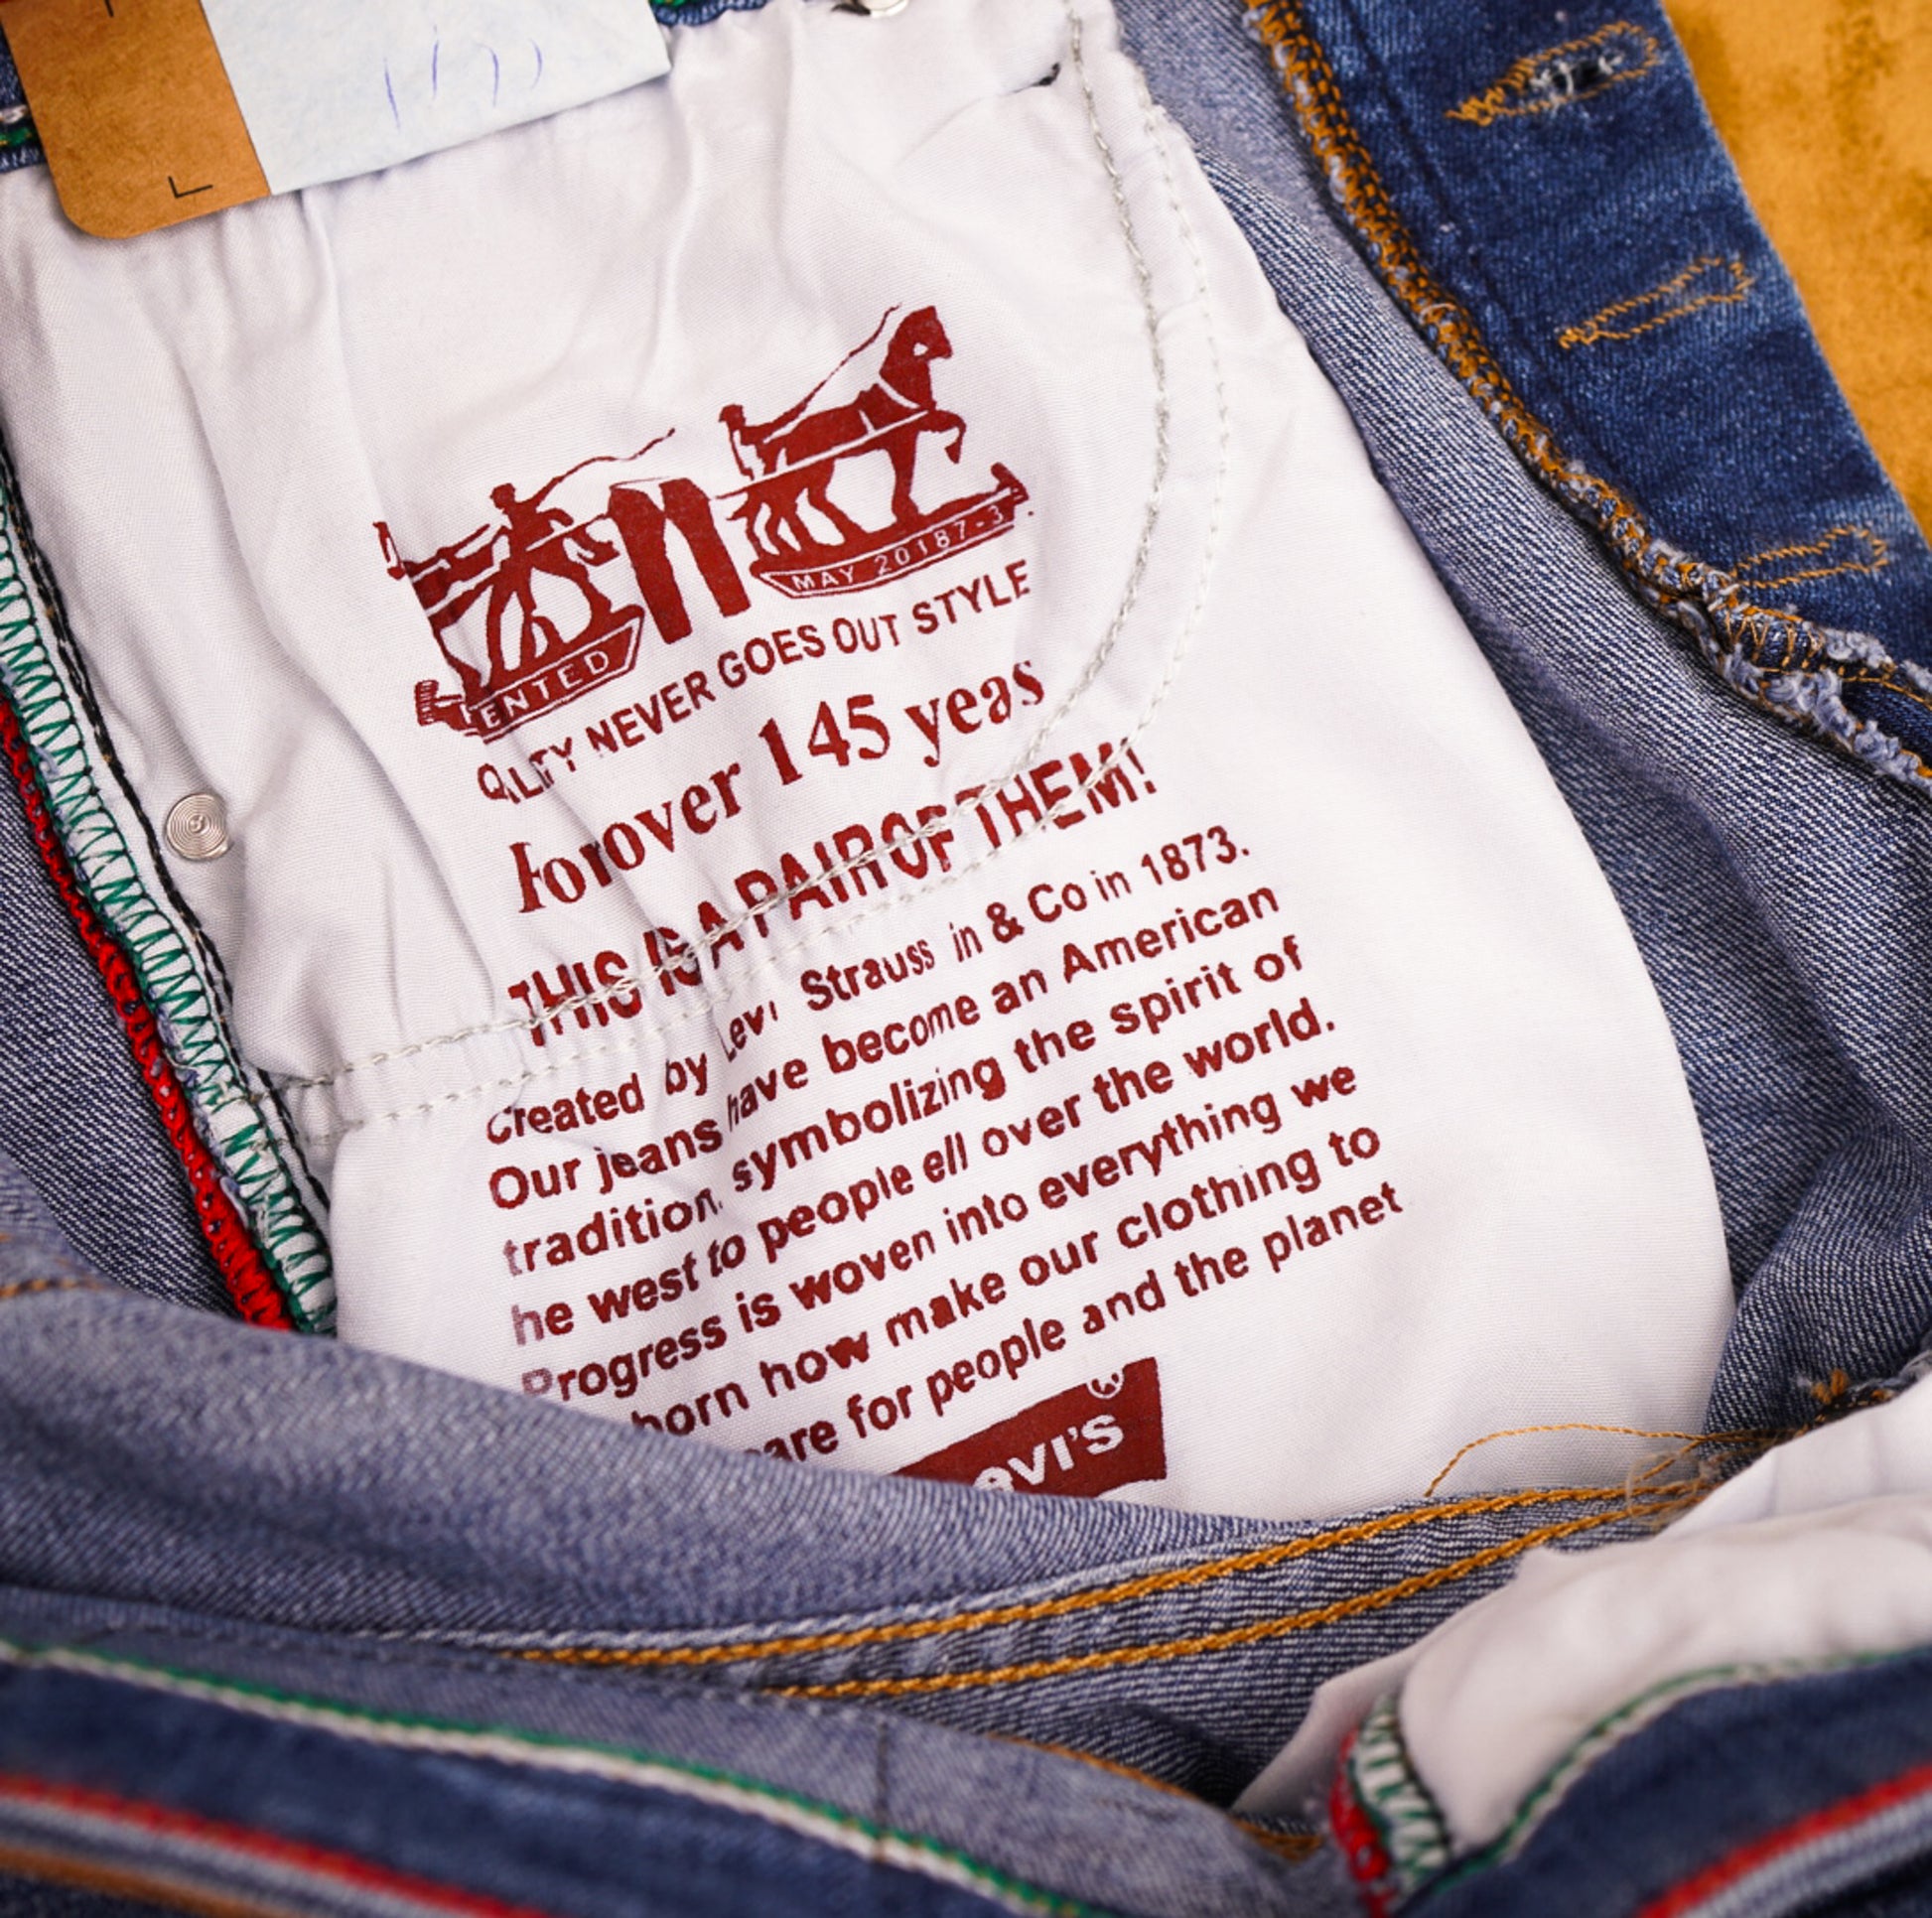 ENTED
MAY 20187-3
QLITY NEVER GOES OUT STYLE
Forover 145 yeas
THIS IS A PAIR OF THEM!
Created by Levi Strauss in & Co in 1873.
Our jeans have become an American
tradition, symbolizing the spirit of
he west to people ell over the world.
Progress is woven into everything we
born how make our clothing to
are for people and the planet
evi's ®